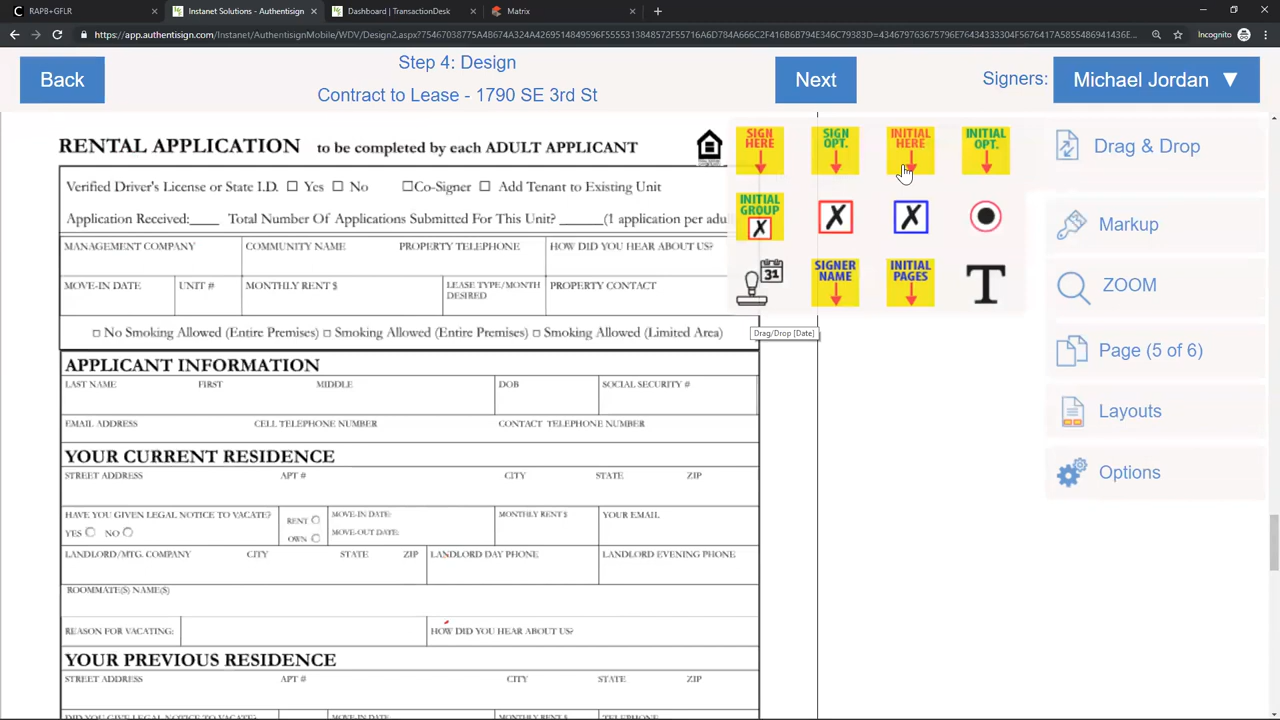 RAPB+GFLR
Instanet Solutions - Authentisign
Dashboard | TransactionDesk
Matrix
Incognito
Back
Step 4: Design
Contract to Lease - 1790 SE 3rd St
Next
Signers:
Michael Jordan ▼
RENTAL APPLICATION to be completed by each ADULT APPLICANT
Verified Driver's License or State I.D. ☐ Yes ☐ No ☐Co-Signer ☐ Add Tenant to Existing Unit
Application Received:____ Total Number Of Applications Submitted For This Unit? ______(1 application per adu
MANAGEMENT COMPANY COMMUNITY NAME PROPERTY TELEPHONE HOW DID YOU HEAR ABOUT US?
MOVE-IN DATE UNIT # MONTHLY RENT $ LEASE TYPE/MONTH DESIRED PROPERTY CONTACT
☐ No Smoking Allowed (Entire Premises) ☐ Smoking Allowed (Entire Premises) ☐ Smoking Allowed (Limited Area)
APPLICANT INFORMATION
LAST NAME FIRST MIDDLE DOB SOCIAL SECURITY #
EMAIL ADDRESS CELL TELEPHONE NUMBER CONTACT TELEPHONE NUMBER
YOUR CURRENT RESIDENCE
STREET ADDRESS APT # CITY STATE ZIP
HAVE YOU GIVEN LEGAL NOTICE TO VACATE? RENT MOVE-IN DATE: MONTHLY RENT $ YOUR EMAIL
YES NO OWN MOVE-OUT DATE:
LANDLORD/MTG. COMPANY CITY STATE ZIP LANDLORD DAY PHONE LANDLORD EVENING PHONE
ROOMMATE(S) NAME(S)
REASON FOR VACATING: HOW DID YOU HEAR ABOUT US?
YOUR PREVIOUS RESIDENCE
STREET ADDRESS APT # CITY STATE ZIP
SIGN HERE
SIGN OPT.
INITIAL HERE
INITIAL OPT.
INITIAL GROUP
X
X
X
31
SIGNER NAME
INITIAL PAGES
T
Drag/Drop [Date]
Drag & Drop
Markup
ZOOM
Page (5 of 6)
Layouts
Options